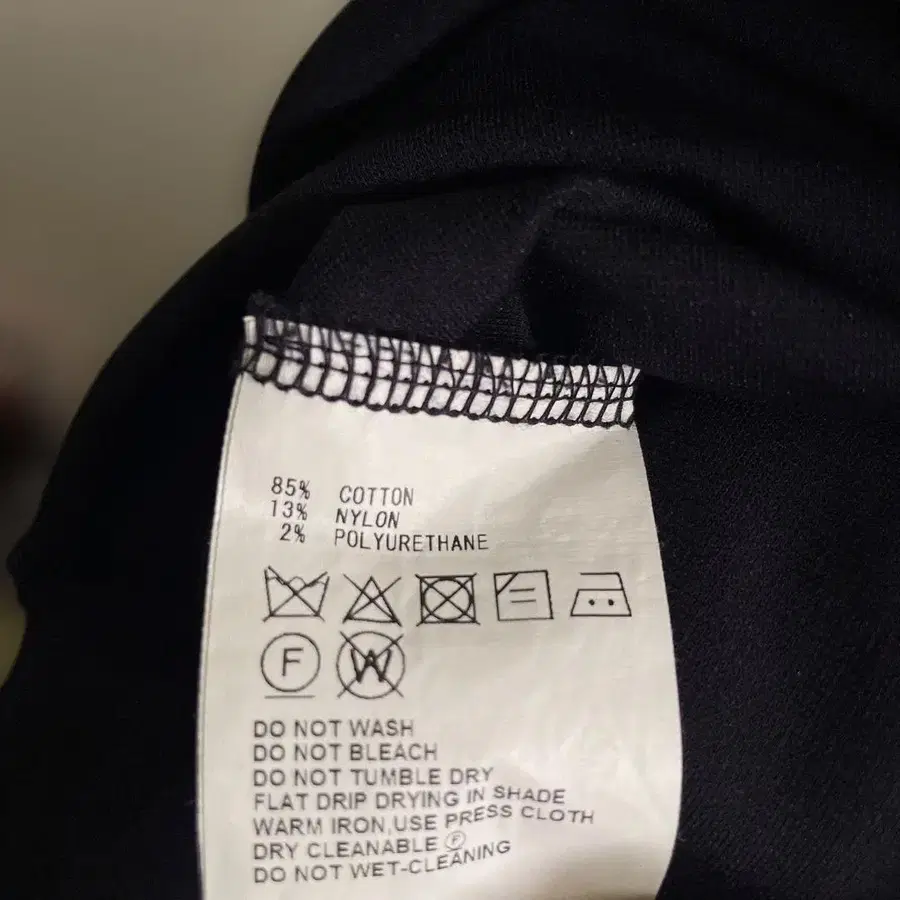 85% COTTON
13% NYLON
2% POLYURETHANE
F W
DO NOT WASH
DO NOT BLEACH
DO NOT TUMBLE DRY
FLAT DRIP DRYING IN SHADE
WARM IRON,USE PRESS CLOTH
DRY CLEANABLE Ⓕ
DO NOT WET-CLEANING